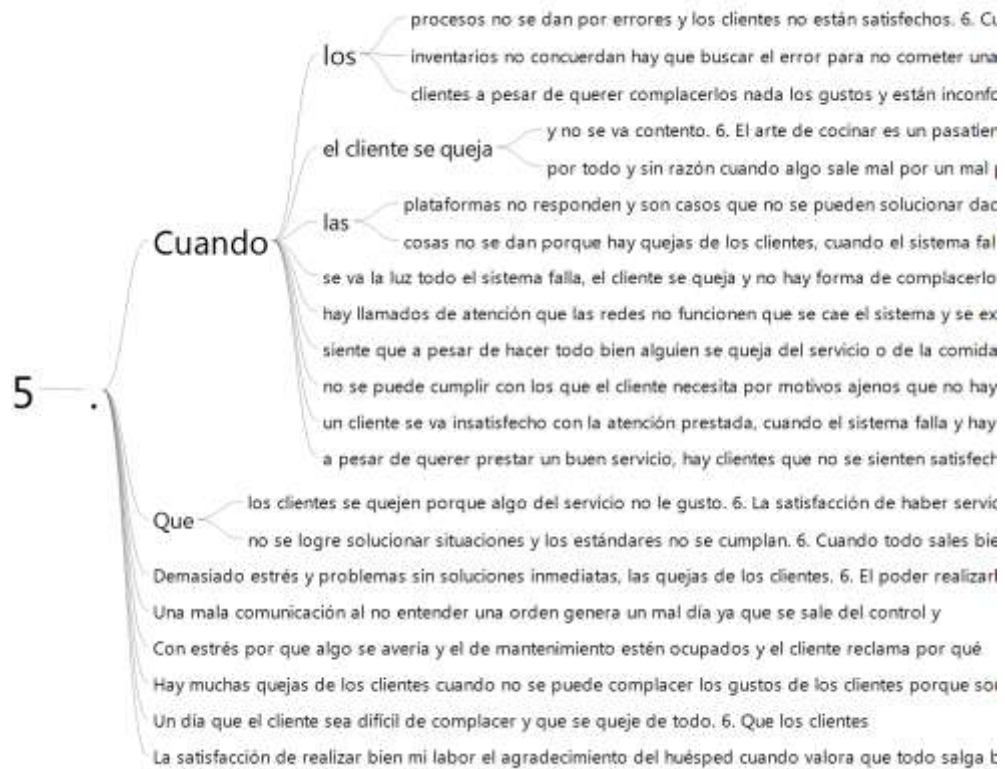 procesos no se dan por errores y los clientes no están satisfechos. 6.
los
inventarios no concuerdan hay que buscar el error para no cometer una
clientes a pesar de querer complacerlos nada los gustos y están
el cliente se queja
y no se va contento. 6. El arte de cocinar es un
por todo y sin razón cuando algo sale mal por un mal
las
plataformas no responden y son casos que no se pueden solucionar
cosas no se dan porque hay quejas de los clientes, cuando el sistema
Cuando
se va la luz todo el sistema falla, el cliente se queja y no hay forma de complacerlo
hay llamados de atención que las redes no funcionen que se cae el sistema y se
siente que a pesar de hacer todo bien alguien se queja del servicio o de la comida
no se puede cumplir con los que el cliente necesita por motivos ajenos que no hay
un cliente se va insatisfecho con la atención prestada, cuando el sistema falla y hay
a pesar de querer prestar un buen servicio, hay clientes que no se sienten
5 .
Que
los clientes se quejen porque algo del servicio no le gusto. 6. La satisfacción de haber
no se logre solucionar situaciones y los estándares no se cumplan. 6. Cuando todo sales
Demasiado estrés y problemas sin soluciones inmediatas, las quejas de los clientes. 6. El poder
Una mala comunicación al no entender una orden genera un mal día ya que se sale del control y
Con estrés por que algo se avería y el de mantenimiento estén ocupados y el cliente reclama por qué
Hay muchas quejas de los clientes cuando no se puede complacer los gustos de los clientes porque
Un día que el cliente sea difícil de complacer y que se queje de todo. 6. Que los clientes
La satisfacción de realizar bien mi labor el agradecimiento del huésped cuando valora que todo salga